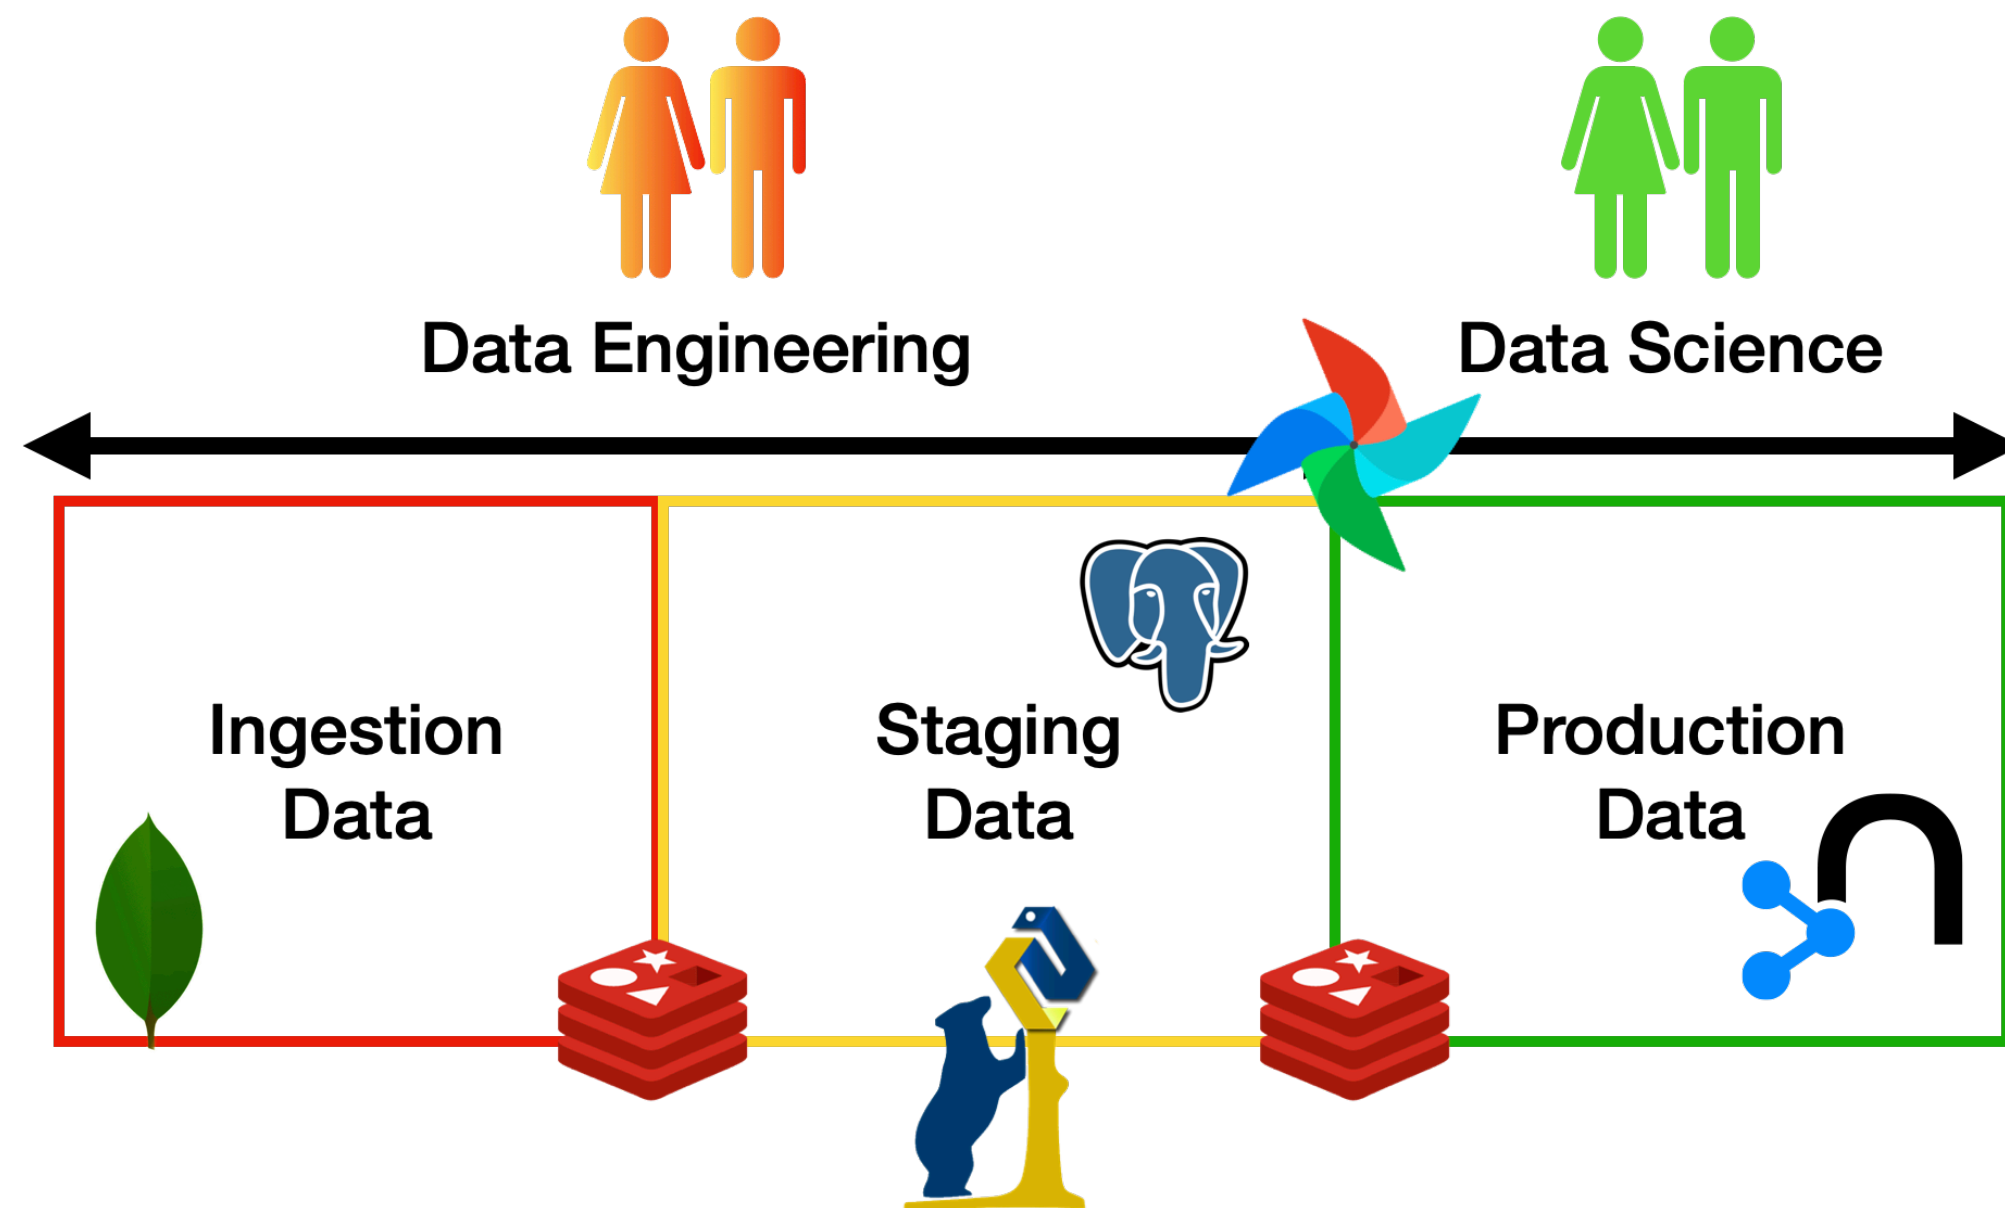 Data Engineering
Data Science
Ingestion
Data
Staging
Data
Production
Data